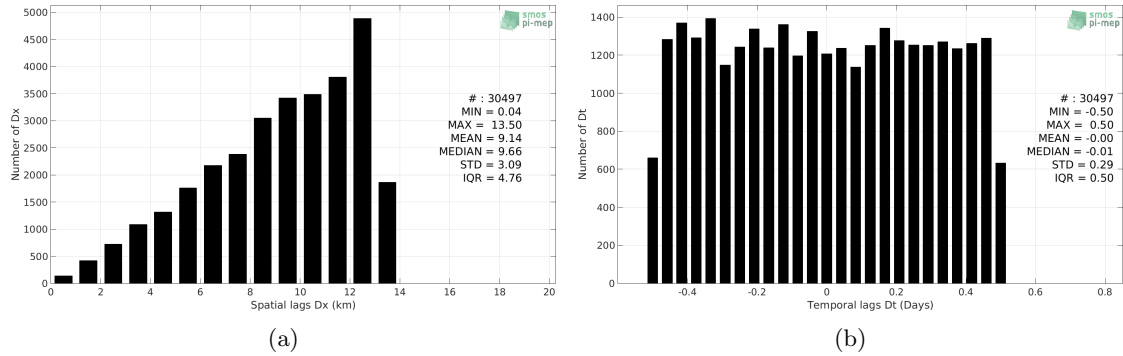 smos
pi-mep
5000
4500
4000
3500
3000
2500
2000
1500
1000
500
0
Number of Dx
# : 30497
MIN = 0.04
MAX = 13.50
MEAN = 9.14
MEDIAN = 9.66
STD = 3.09
IQR = 4.76
0 2 4 6 8 10 12 14 16 18 20
Spatial lags Dx (km)
(a)
smos
pi-mep
1400
1200
1000
800
600
400
200
0
Number of Dt
# : 30497
MIN = -0.50
MAX = 0.50
MEAN = -0.00
MEDIAN = -0.01
STD = 0.29
IQR = 0.50
-0.4 -0.2 0 0.2 0.4 0.6 0.8
Temporal lags Dt (Days)
(b)